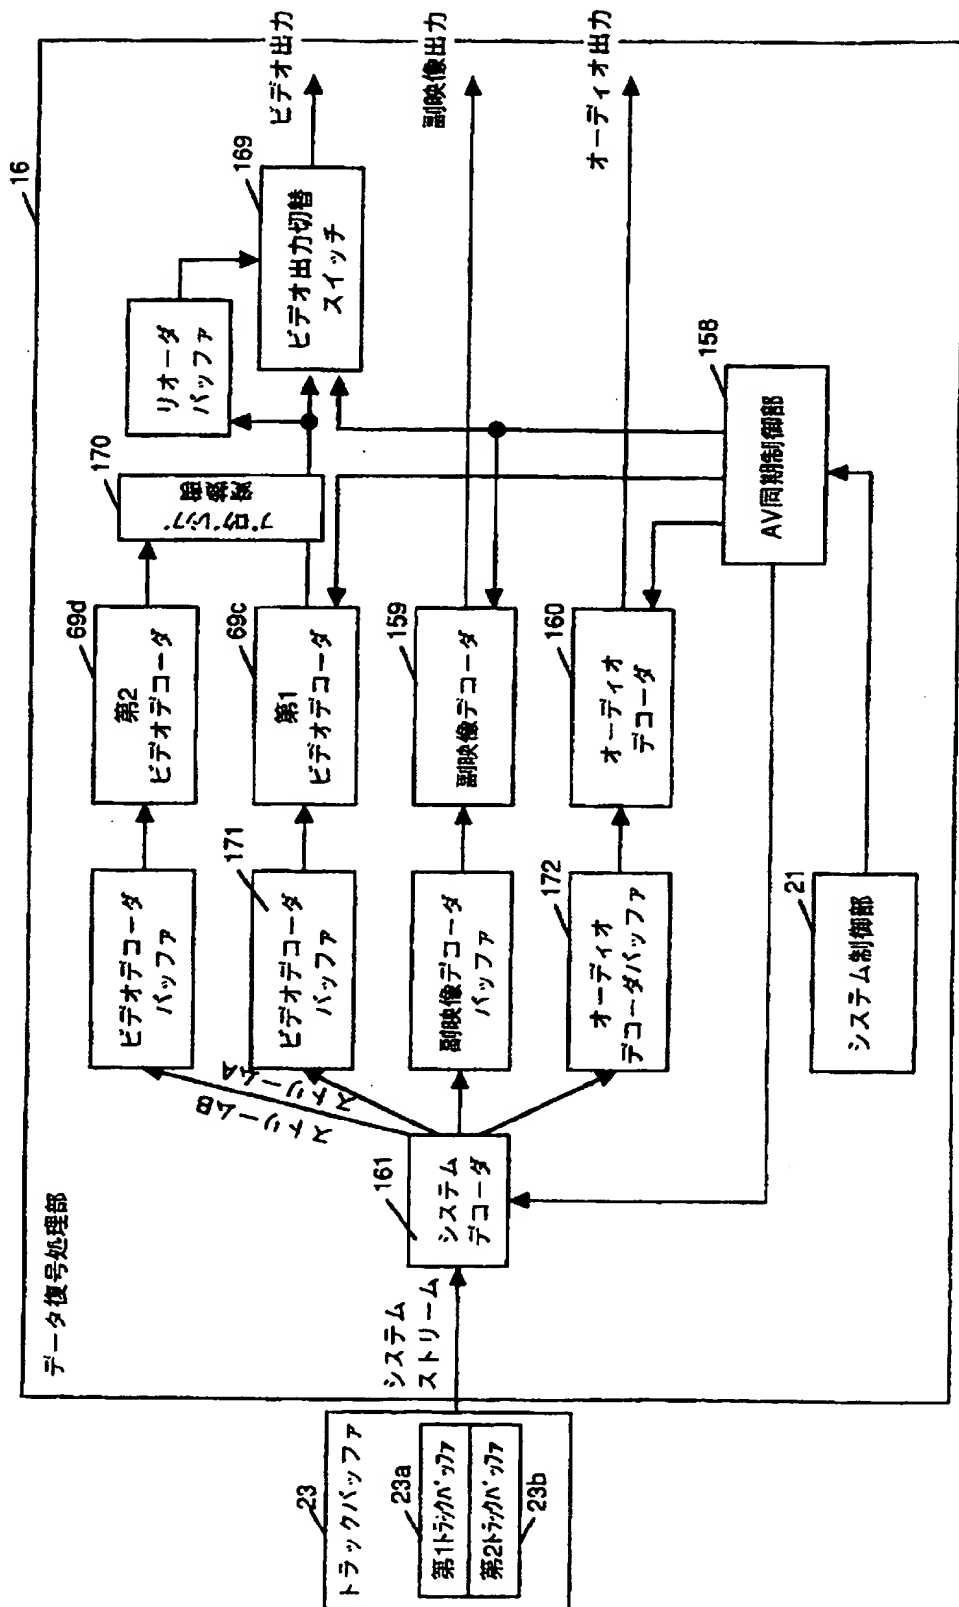 データ復号処理部
16
トラックバッファ
23
23a
第1トラックバッファ
第2トラックバッファ
23b
システム
ストリーム
161
システム
デコーダ
ストリームB
ストリームA
ビデオデコーダ
バッファ
171
ビデオデコーダ
バッファ
副映像デコーダ
バッファ
172
オーディオ
デコーダバッファ
21
システム制御部
69d
第2
ビデオデコーダ
69c
第1
ビデオデコーダ
159
副映像デコーダ
160
オーディオ
デコーダ
158
AV同期制御部
170
プログレッシブ
変換部
リオーダ
バッファ
169
ビデオ出力切替
スイッチ
ビデオ出力
副映像出力
オーディオ出力